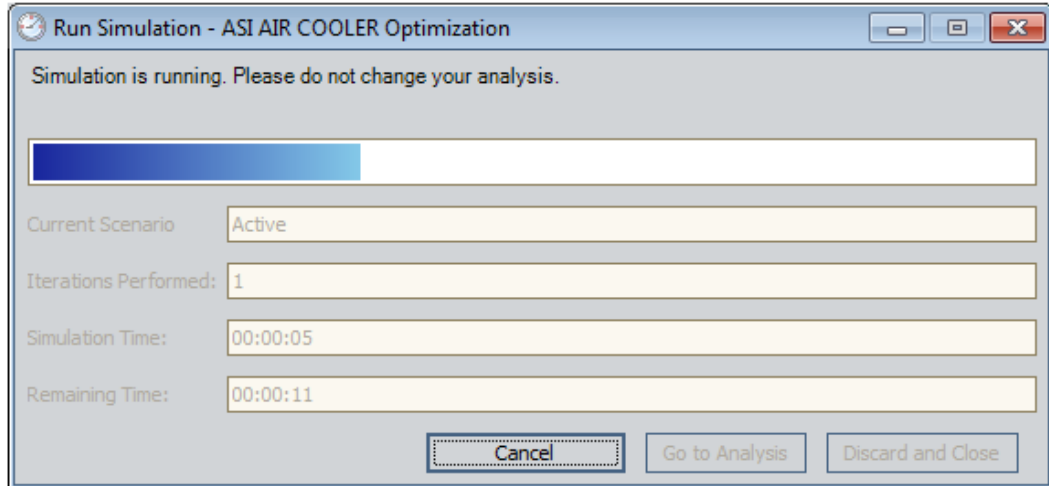 Run Simulation - ASI AIR COOLER Optimization
Simulation is running. Please do not change your analysis.
Current Scenario Active
Iterations Performed: 1
Simulation Time: 00:00:05
Remaining Time: 00:00:11
Cancel Go to Analysis Discard and Close